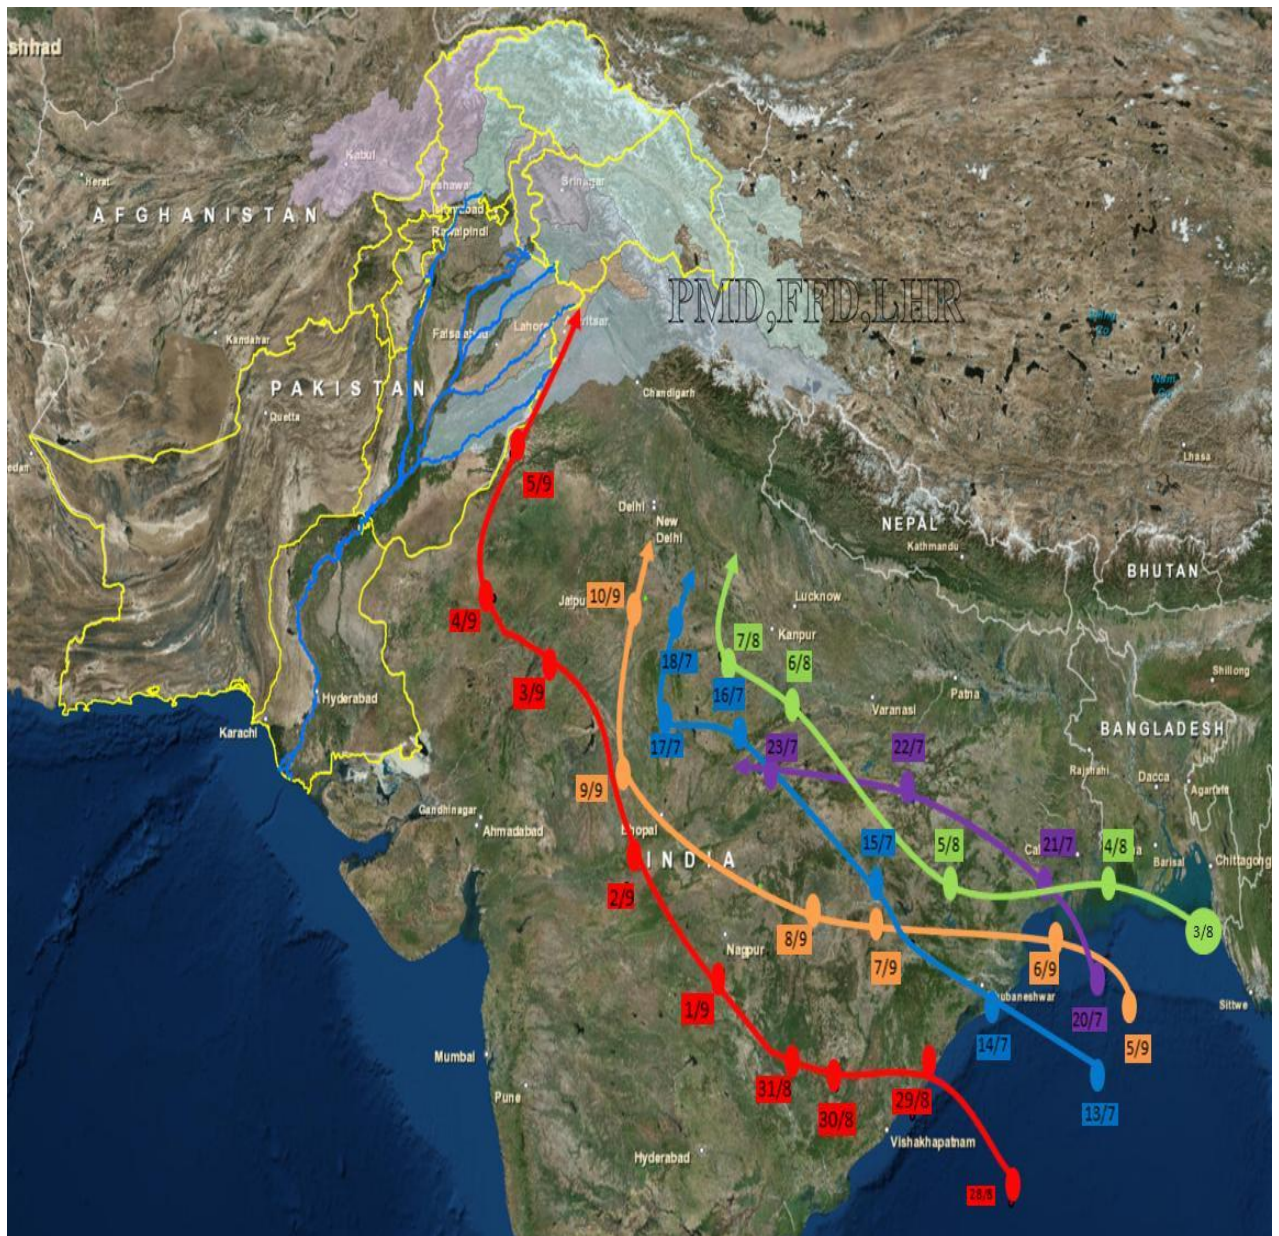 shhad
Kabul
Herat
Peshawar
Srinagar
AFGHANISTAN
Islamabad
Rawalpindi
PMD,FFD,LHR
Faisalabad
Lahore
Amritsar
Kandahar
PAKISTAN
Quetta
Chandigarh
Lhasa
5/9
Delhi
New
Delhi
NEPAL
Kathmandu
BHUTAN
10/9
Jaipu
Lucknow
4/9
Kanpur
7/8
18/7
6/8
3/9
Shillong
16/7
Patna
Hyderabad
Varanasi
Karachi
BANGLADESH
17/7
23/7
22/7
Rajshahi
Dacca
9/9
Agartala
Gandhinagar
Ahmadabad
Bhopal
INDIA
15/7
5/8
Cal
21/7
4/8
Barisal
Chittagong
2/9
3/8
8/9
Nagpur
7/9
6/9
1/9
Bhubaneshwar
Sittwe
20/7
14/7
5/9
Mumbai
31/8
30/8
29/8
13/7
Pune
Vishakhapatnam
Hyderabad
28/8